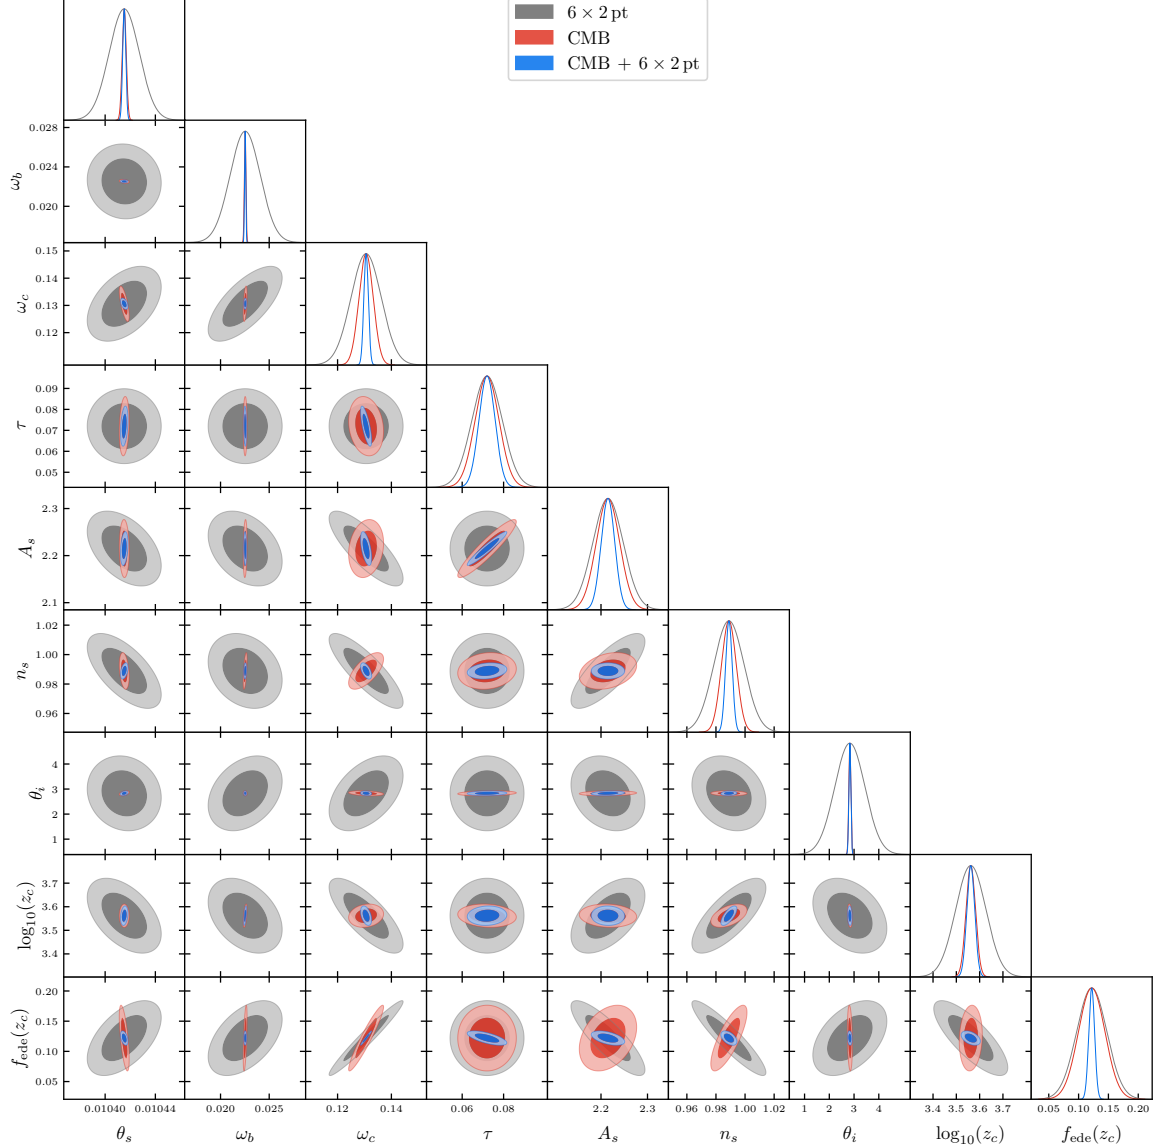 6 × 2 pt
CMB
CMB + 6 × 2 pt
0.028
0.024
0.020
ω_b
0.15
0.14
0.13
0.12
ω_c
0.09
0.08
0.07
0.06
0.05
τ
2.3
2.2
2.1
A_s
1.02
1.00
0.98
0.96
n_s
4
3
2
1
θ_i
3.7
3.6
3.5
3.4
log₁₀(z_c)
0.20
0.15
0.10
0.05
f_ede(z_c)
0.01040 0.01044 0.020 0.025 0.12 0.14 0.06 0.08 2.2 2.3 0.96 0.98 1.00 1.02 1 2 3 4 3.4 3.5 3.6 3.7 0.05 0.10 0.15 0.20
θ_s ω_b ω_c τ A_s n_s θ_i log₁₀(z_c) f_ede(z_c)